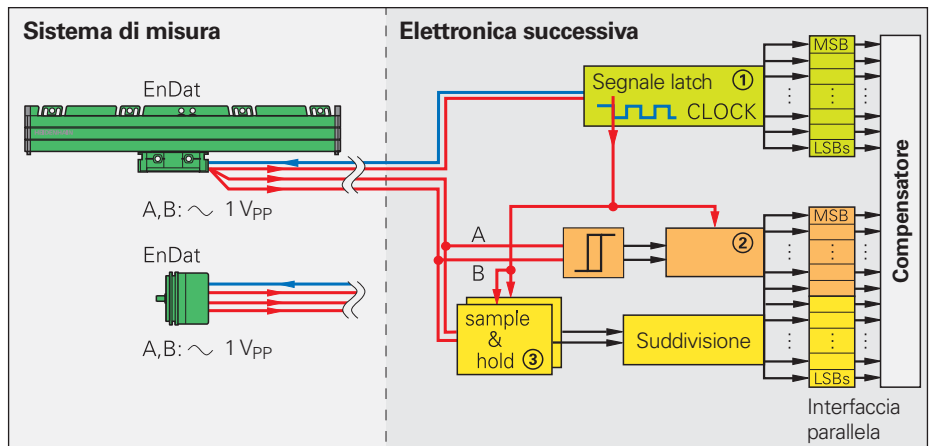 Sistema di misura
Elettronica successiva
EnDat
A,B: ~ 1 VPP
EnDat
A,B: ~ 1 VPP
Segnale latch ①
CLOCK
MSB
LSBs
A
B
②
sample
&
hold ③
Suddivisione
MSB
LSBs
Compensatore
Interfaccia
parallela